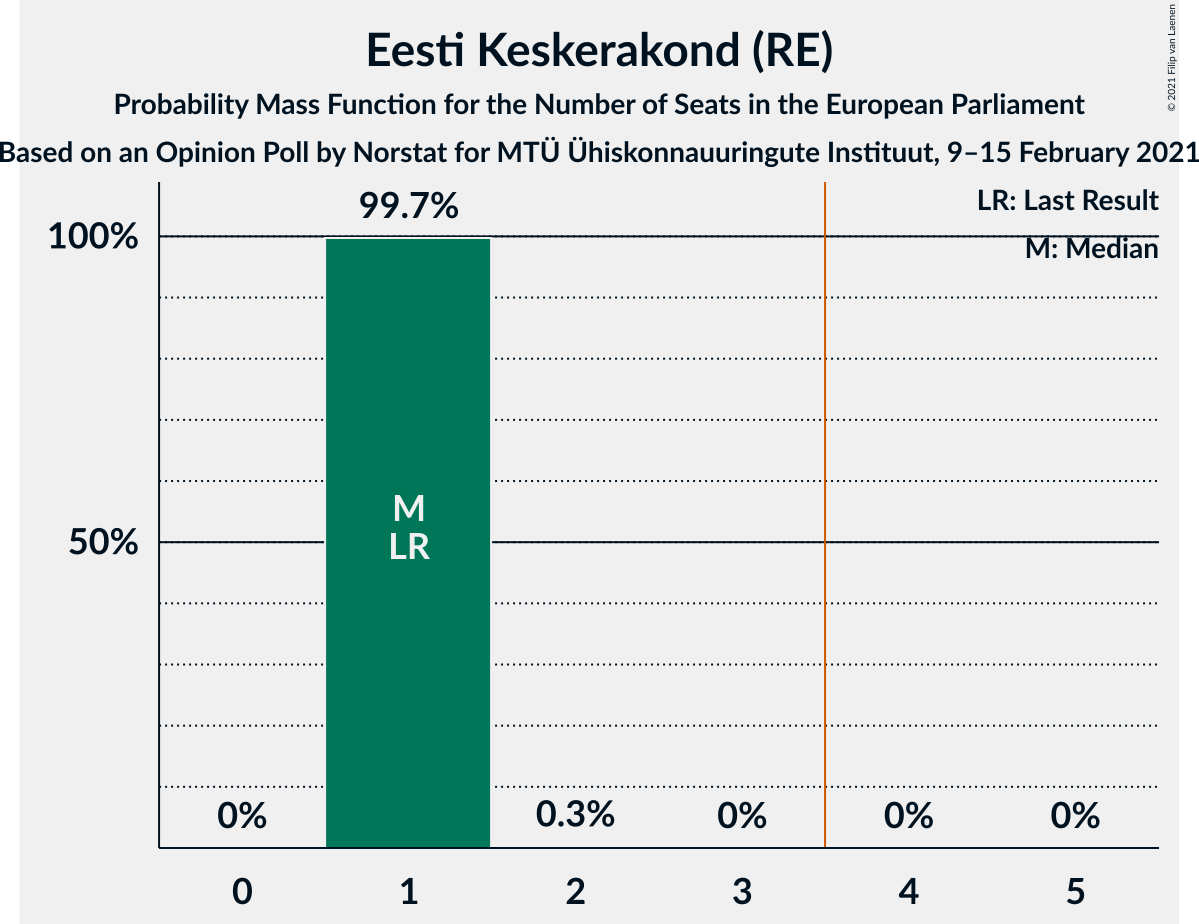 Eesti Keskerakond (RE)
Probability Mass Function for the Number of Seats in the European Parliament
Based on an Opinion Poll by Norstat for MTÜ Ühiskonnauuringute Instituut, 9–15 February 2021
© 2021 Filip van Laenen
99.7%
LR: Last Result
100%
M: Median
M
50%
LR
0%
0.3%
0%
0%
0%
0
1
2
3
4
5